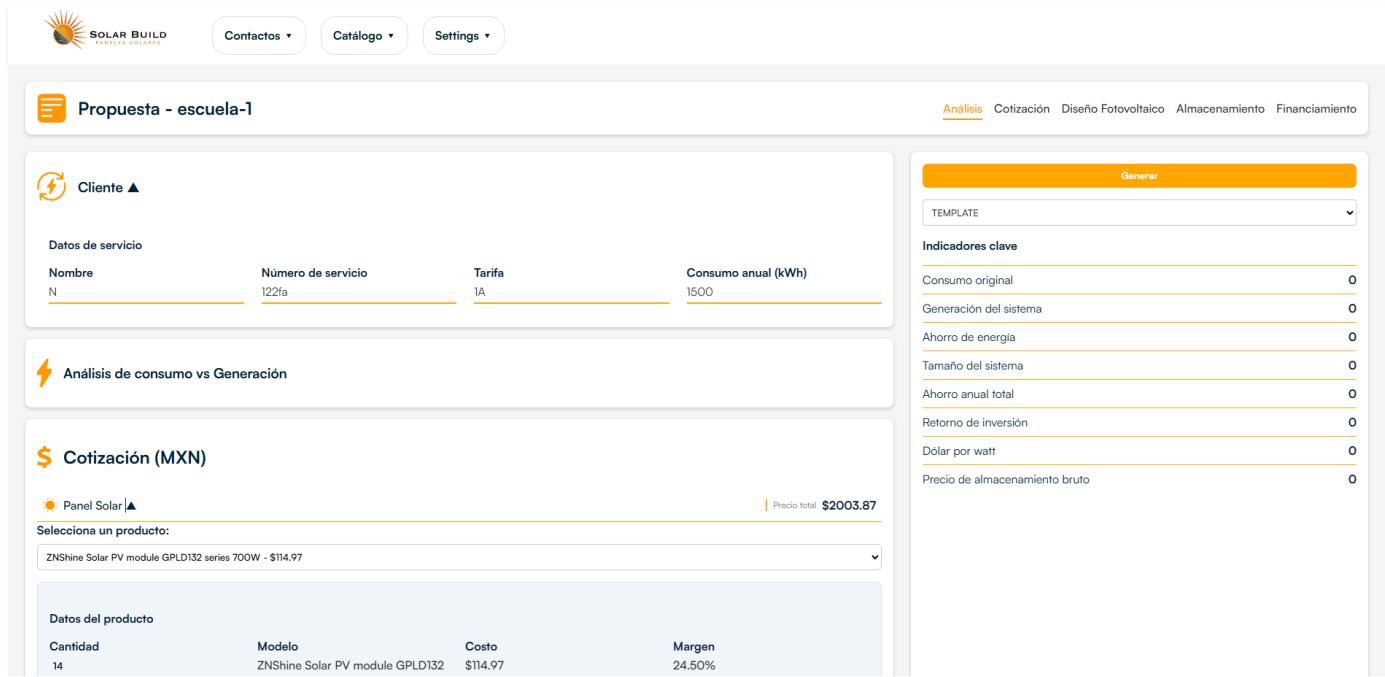 SOLAR BUILD
PANELES SOLARES
Contactos ▼
Catálogo ▼
Settings ▼
Propuesta - escuela-1
Análisis
Cotización
Diseño Fotovoltaico
Almacenamiento
Financiamiento
Cliente ▲
Datos de servicio
Nombre
Número de servicio
Tarifa
Consumo anual (kWh)
N
122fa
1A
1500
Análisis de consumo vs Generación
$ Cotización (MXN)
Panel Solar ▲
Precio total $2003.87
Selecciona un producto:
ZNShine Solar PV module GPLD132 series 700W - $114.97
Datos del producto
Cantidad
Modelo
Costo
Margen
14
ZNShine Solar PV module GPLD132
$114.97
24.50%
Generar
TEMPLATE
Indicadores clave
Consumo original 0
Generación del sistema 0
Ahorro de energía 0
Tamaño del sistema 0
Ahorro anual total 0
Retorno de inversión 0
Dólar por watt 0
Precio de almacenamiento bruto 0